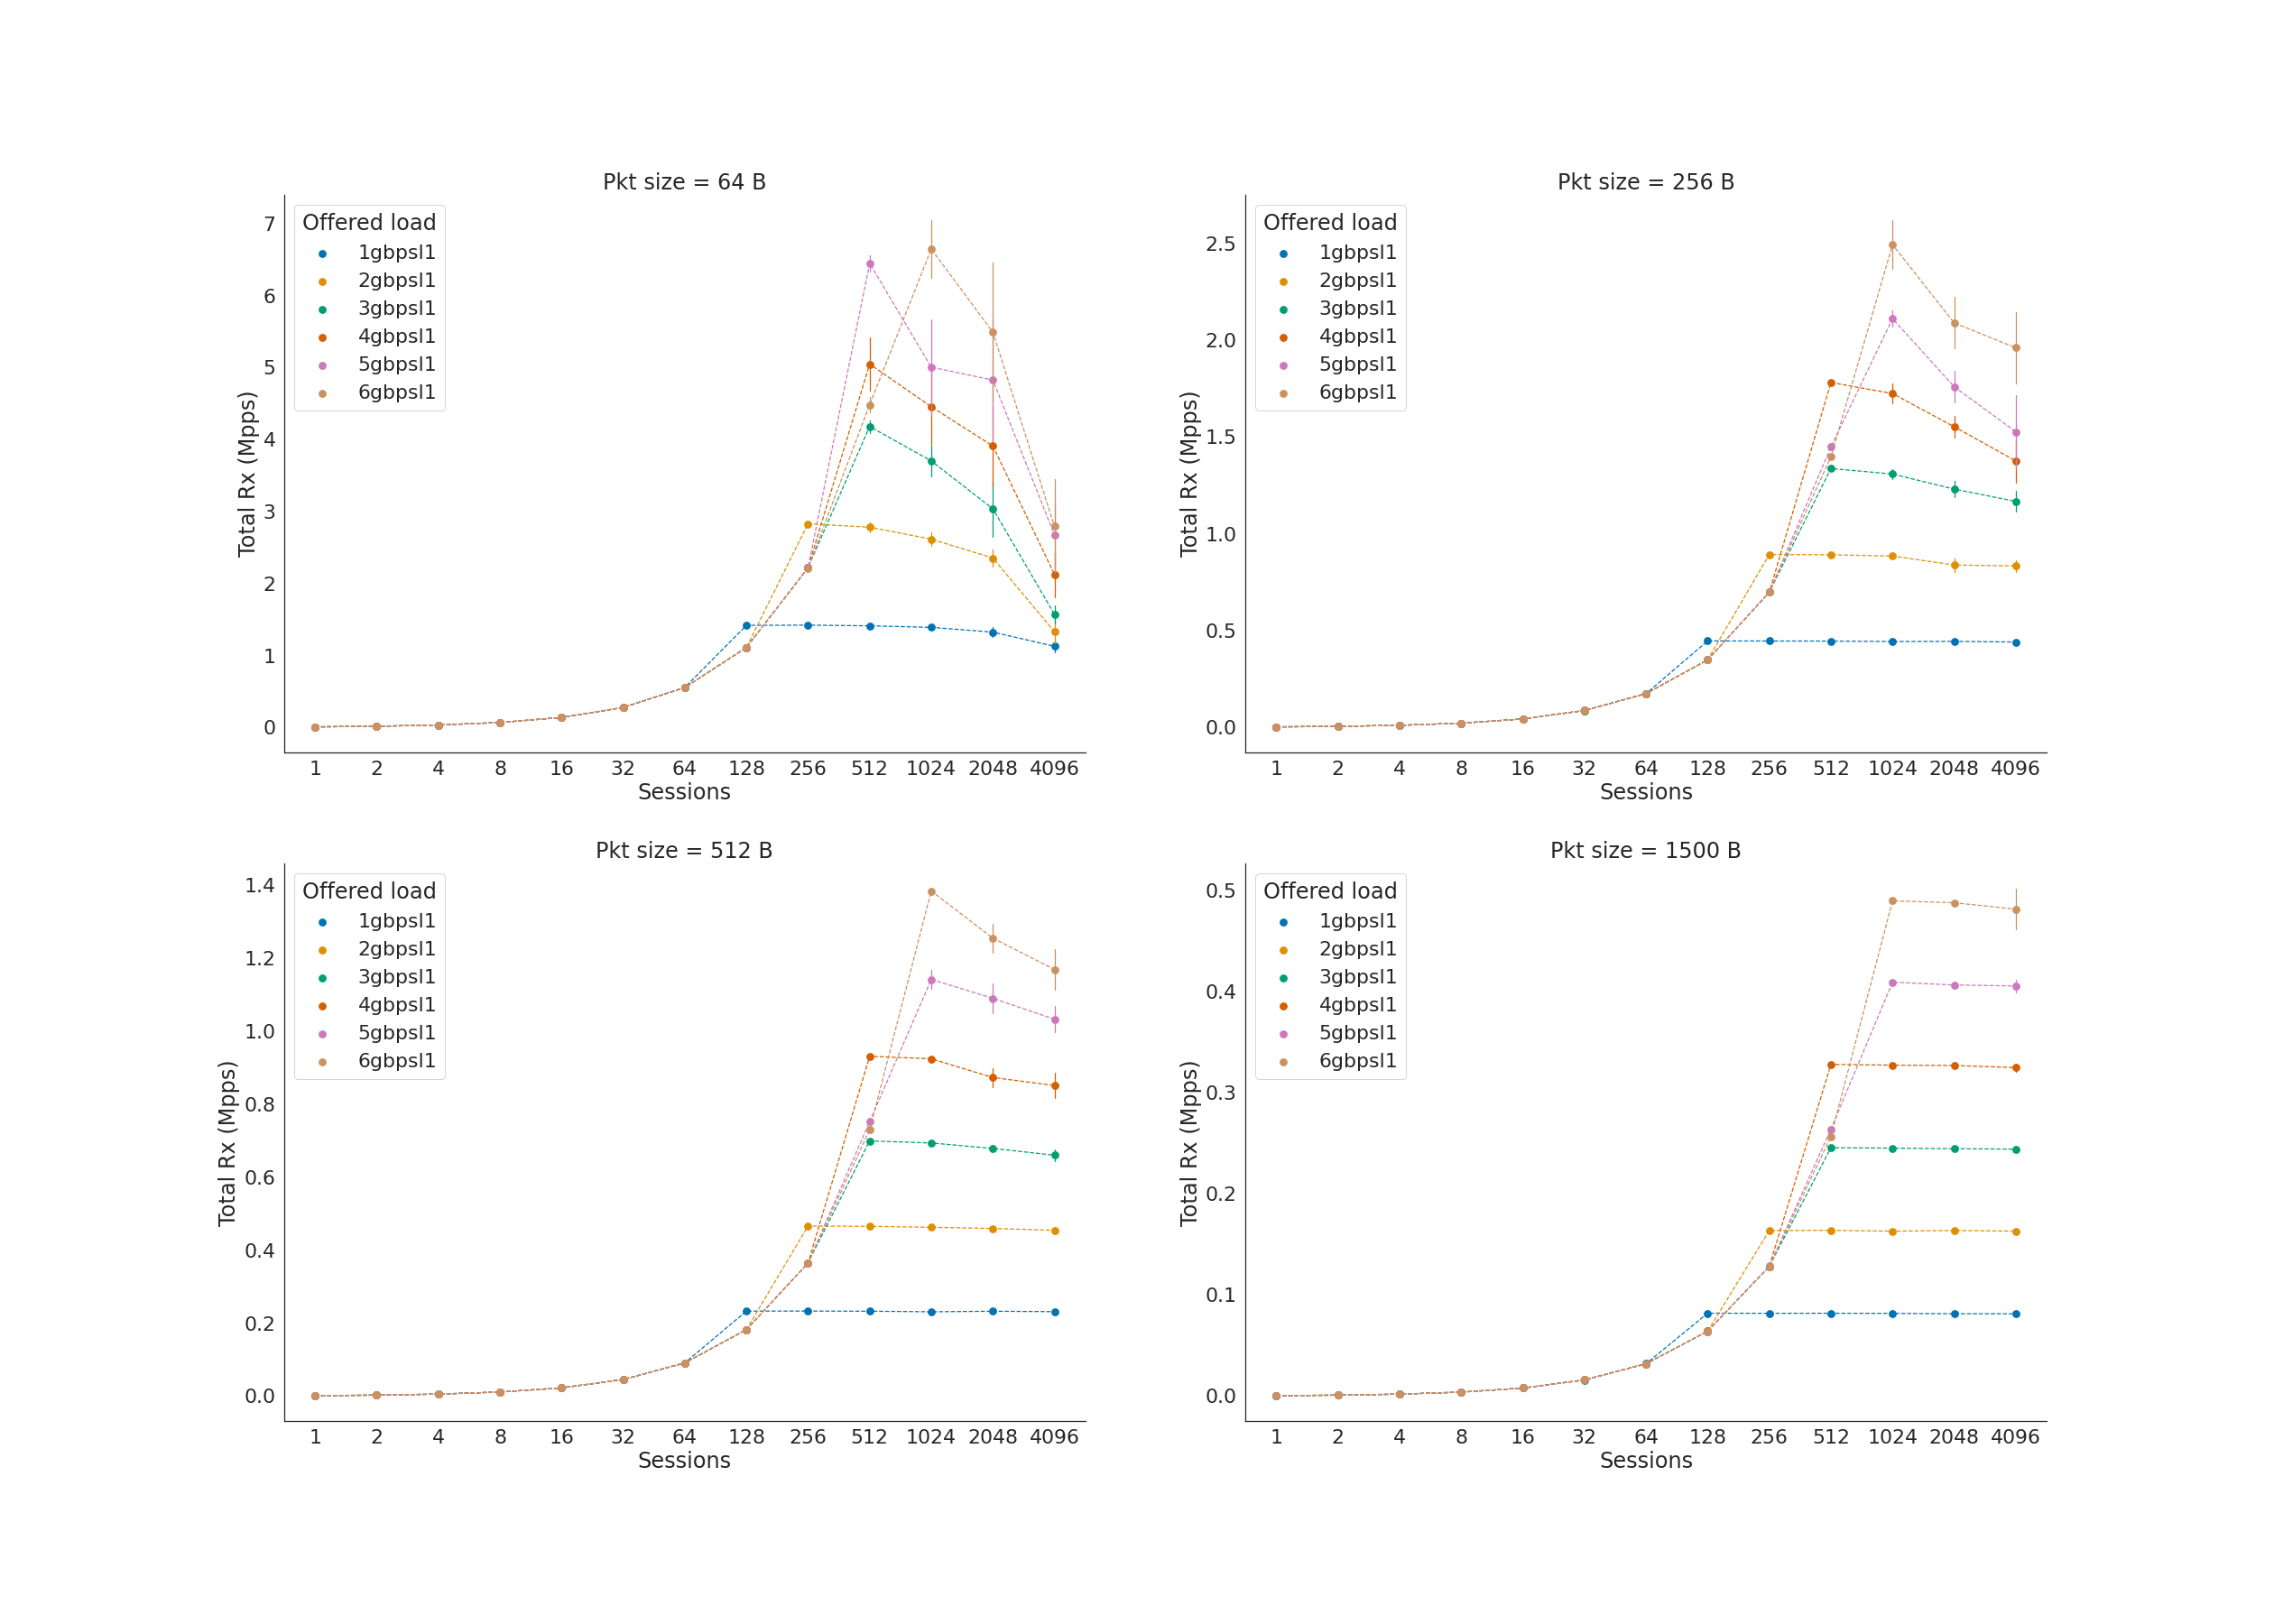 Pkt size = 64 B
Offered load
1gbpsl1
2gbpsl1
3gbpsl1
4gbpsl1
5gbpsl1
6gbpsl1
Total Rx (Mpps)
7
6
5
4
3
2
1
0
1 2 4 8 16 32 64 128 256 512 1024 2048 4096
Sessions
Pkt size = 256 B
Offered load
1gbpsl1
2gbpsl1
3gbpsl1
4gbpsl1
5gbpsl1
6gbpsl1
Total Rx (Mpps)
2.5
2.0
1.5
1.0
0.5
0.0
1 2 4 8 16 32 64 128 256 512 1024 2048 4096
Sessions
Pkt size = 512 B
Offered load
1gbpsl1
2gbpsl1
3gbpsl1
4gbpsl1
5gbpsl1
6gbpsl1
Total Rx (Mpps)
1.4
1.2
1.0
0.8
0.6
0.4
0.2
0.0
1 2 4 8 16 32 64 128 256 512 1024 2048 4096
Sessions
Pkt size = 1500 B
Offered load
1gbpsl1
2gbpsl1
3gbpsl1
4gbpsl1
5gbpsl1
6gbpsl1
Total Rx (Mpps)
0.5
0.4
0.3
0.2
0.1
0.0
1 2 4 8 16 32 64 128 256 512 1024 2048 4096
Sessions